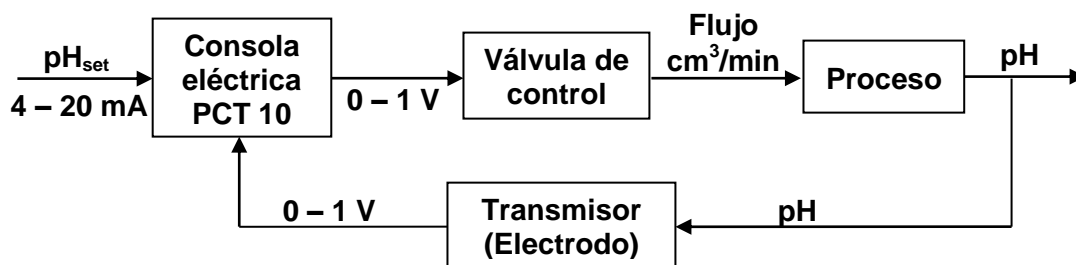 pH_set
4 – 20 mA
Consola
eléctrica
PCT 10
0 – 1 V
Válvula de
control
Flujo
cm³/min
Proceso
pH
0 – 1 V
Transmisor
(Electrodo)
pH